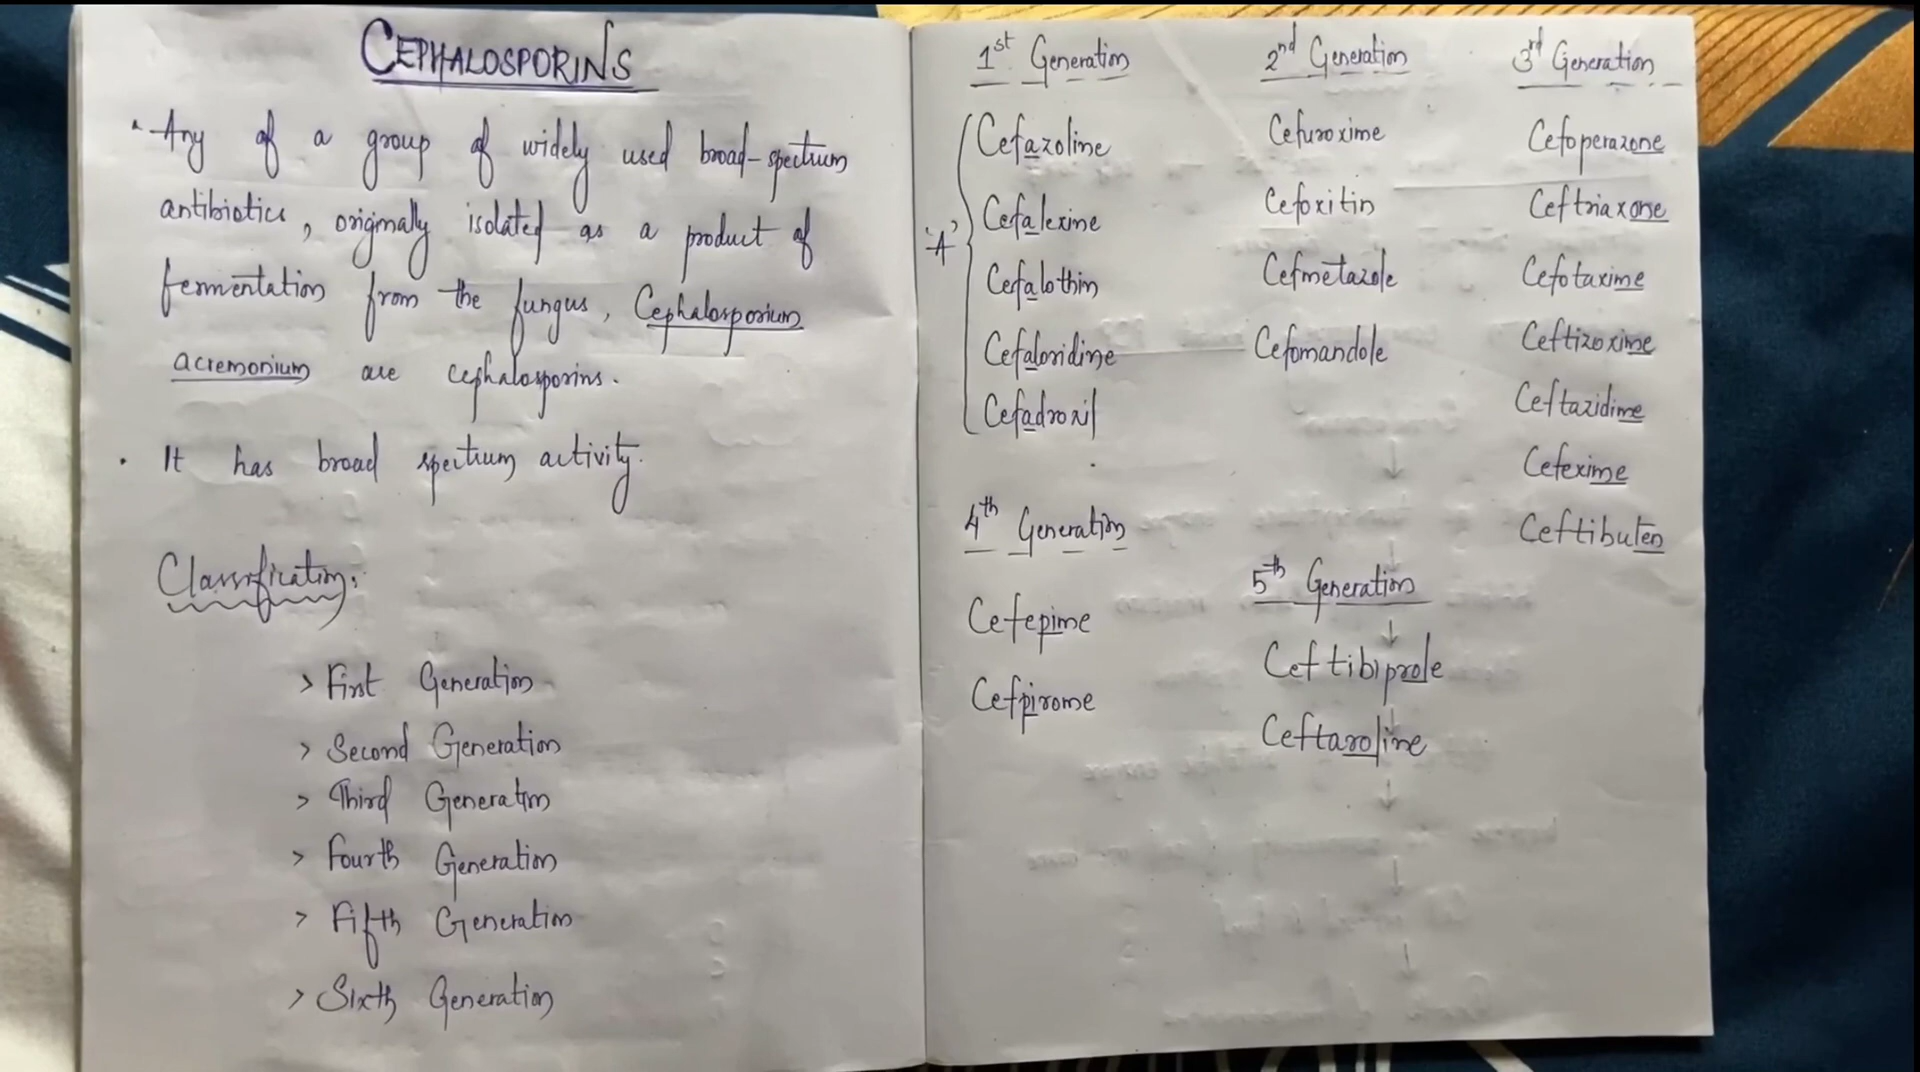 CEPHALOSPORINS
• Any of a group of widely used broad-spectrum
antibiotics, originally isolated as a product of
fermentation from the fungus, Cephalosporium
acremonium are cephalosporins.
• It has broad spectrum activity.
Classification:
> First Generation
> Second Generation
> Third Generation
> Fourth Generation
> Fifth Generation
> Sixth Generation
1st Generation
'A'
Cefazoline
Cefalexine
Cefalothin
Cefaloridine
Cefadroxil
2nd Generation
Cefuroxime
Cefoxitin
Cefmetazole
Cefomandole
3rd Generation
Cefoperazone
Ceftriaxone
Cefotaxime
Ceftizoxime
Ceftazidime
Cefexime
Ceftibuten
4th Generation
Cefepime
Cefpirome
5th Generation
Ceftibiprole
Ceftaroline